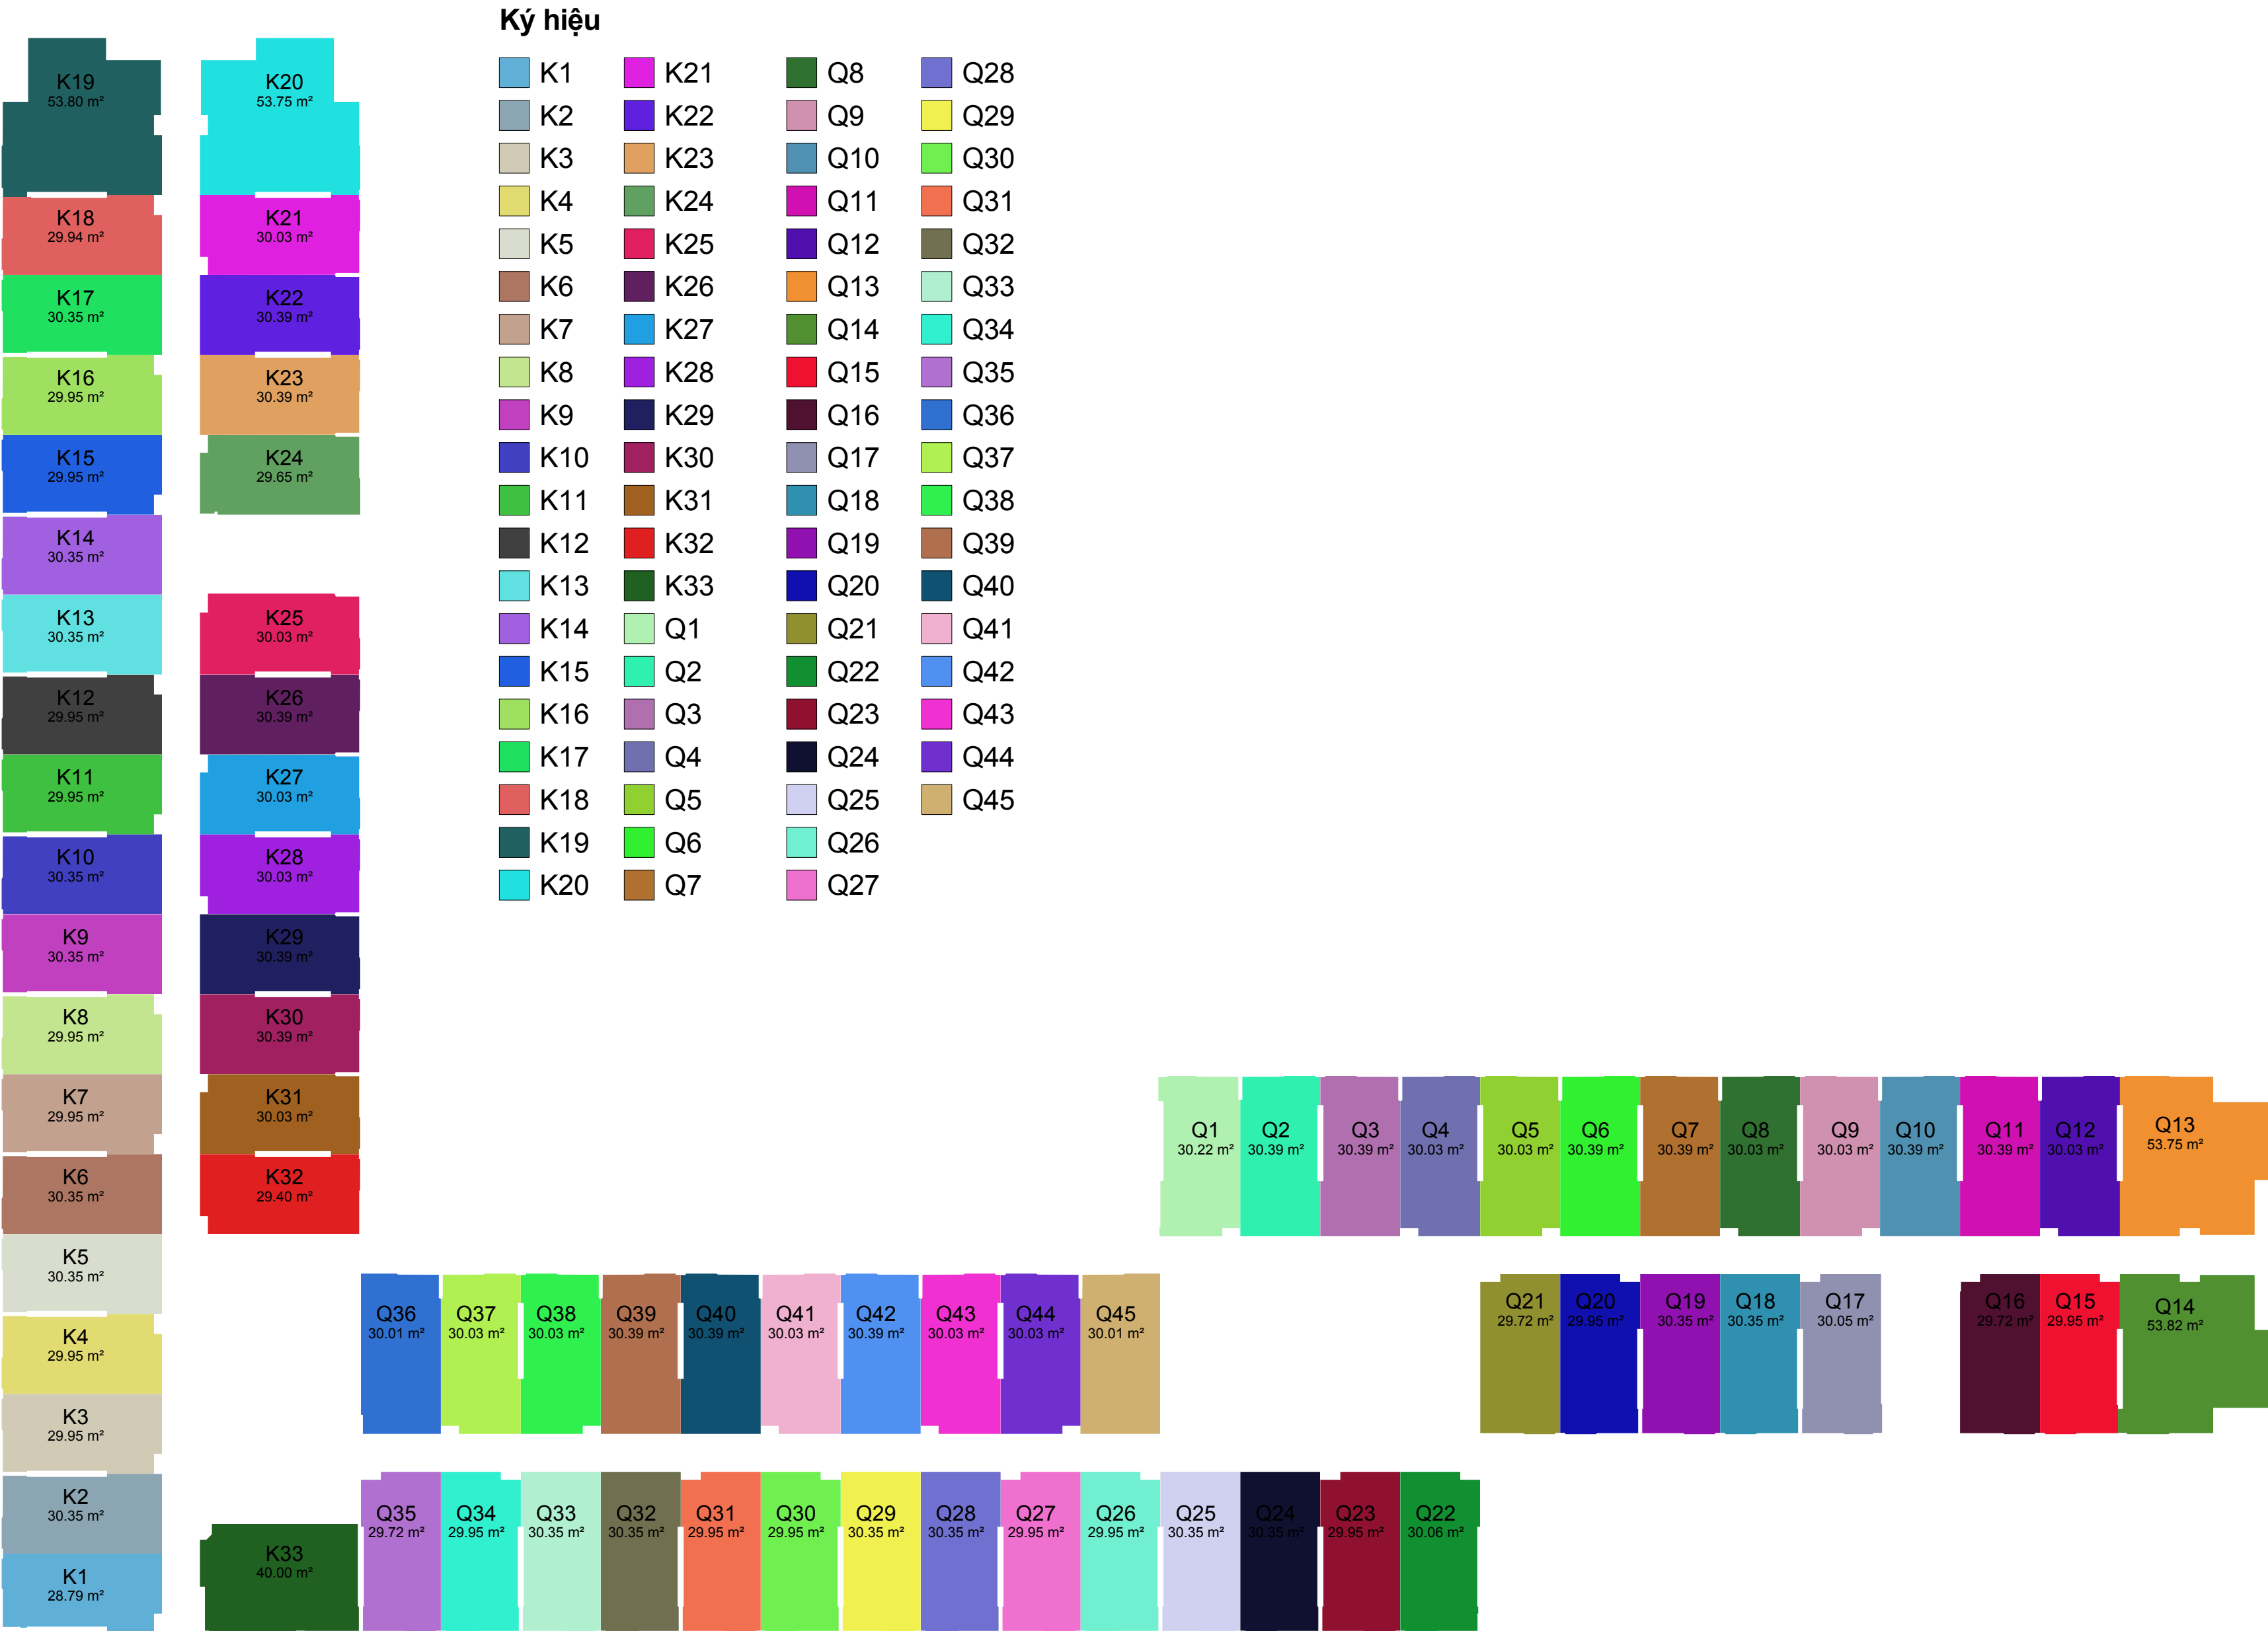 Ký hiệu
K1
K2
K3
K4
K5
K6
K7
K8
K9
K10
K11
K12
K13
K14
K15
K16
K17
K18
K19
K20
K21
K22
K23
K24
K25
K26
K27
K28
K29
K30
K31
K32
K33
Q1
Q2
Q3
Q4
Q5
Q6
Q7
Q8
Q9
Q10
Q11
Q12
Q13
Q14
Q15
Q16
Q17
Q18
Q19
Q20
Q21
Q22
Q23
Q24
Q25
Q26
Q27
Q28
Q29
Q30
Q31
Q32
Q33
Q34
Q35
Q36
Q37
Q38
Q39
Q40
Q41
Q42
Q43
Q44
Q45
K19
53.80 m²
K18
29.94 m²
K17
30.35 m²
K16
29.95 m²
K15
29.95 m²
K14
30.35 m²
K13
30.35 m²
K12
29.95 m²
K11
29.95 m²
K10
30.35 m²
K9
30.35 m²
K8
29.95 m²
K7
29.95 m²
K6
30.35 m²
K5
30.35 m²
K4
29.95 m²
K3
29.95 m²
K2
30.35 m²
K1
28.79 m²
K20
53.75 m²
K21
30.03 m²
K22
30.39 m²
K23
30.39 m²
K24
29.65 m²
K25
30.03 m²
K26
30.39 m²
K27
30.03 m²
K28
30.03 m²
K29
30.39 m²
K30
30.39 m²
K31
30.03 m²
K32
29.40 m²
K33
40.00 m²
Q1
30.22 m²
Q2
30.39 m²
Q3
30.39 m²
Q4
30.03 m²
Q5
30.03 m²
Q6
30.39 m²
Q7
30.39 m²
Q8
30.03 m²
Q9
30.03 m²
Q10
30.39 m²
Q11
30.39 m²
Q12
30.03 m²
Q13
53.75 m²
Q36
30.01 m²
Q37
30.03 m²
Q38
30.03 m²
Q39
30.39 m²
Q40
30.39 m²
Q41
30.03 m²
Q42
30.39 m²
Q43
30.03 m²
Q44
30.03 m²
Q45
30.01 m²
Q21
29.72 m²
Q20
29.95 m²
Q19
30.35 m²
Q18
30.35 m²
Q17
30.05 m²
Q16
29.72 m²
Q15
29.95 m²
Q14
53.82 m²
Q35
29.72 m²
Q34
29.95 m²
Q33
30.35 m²
Q32
30.35 m²
Q31
29.95 m²
Q30
29.95 m²
Q29
30.35 m²
Q28
30.35 m²
Q27
29.95 m²
Q26
29.95 m²
Q25
30.35 m²
Q24
30.35 m²
Q23
29.95 m²
Q22
30.06 m²